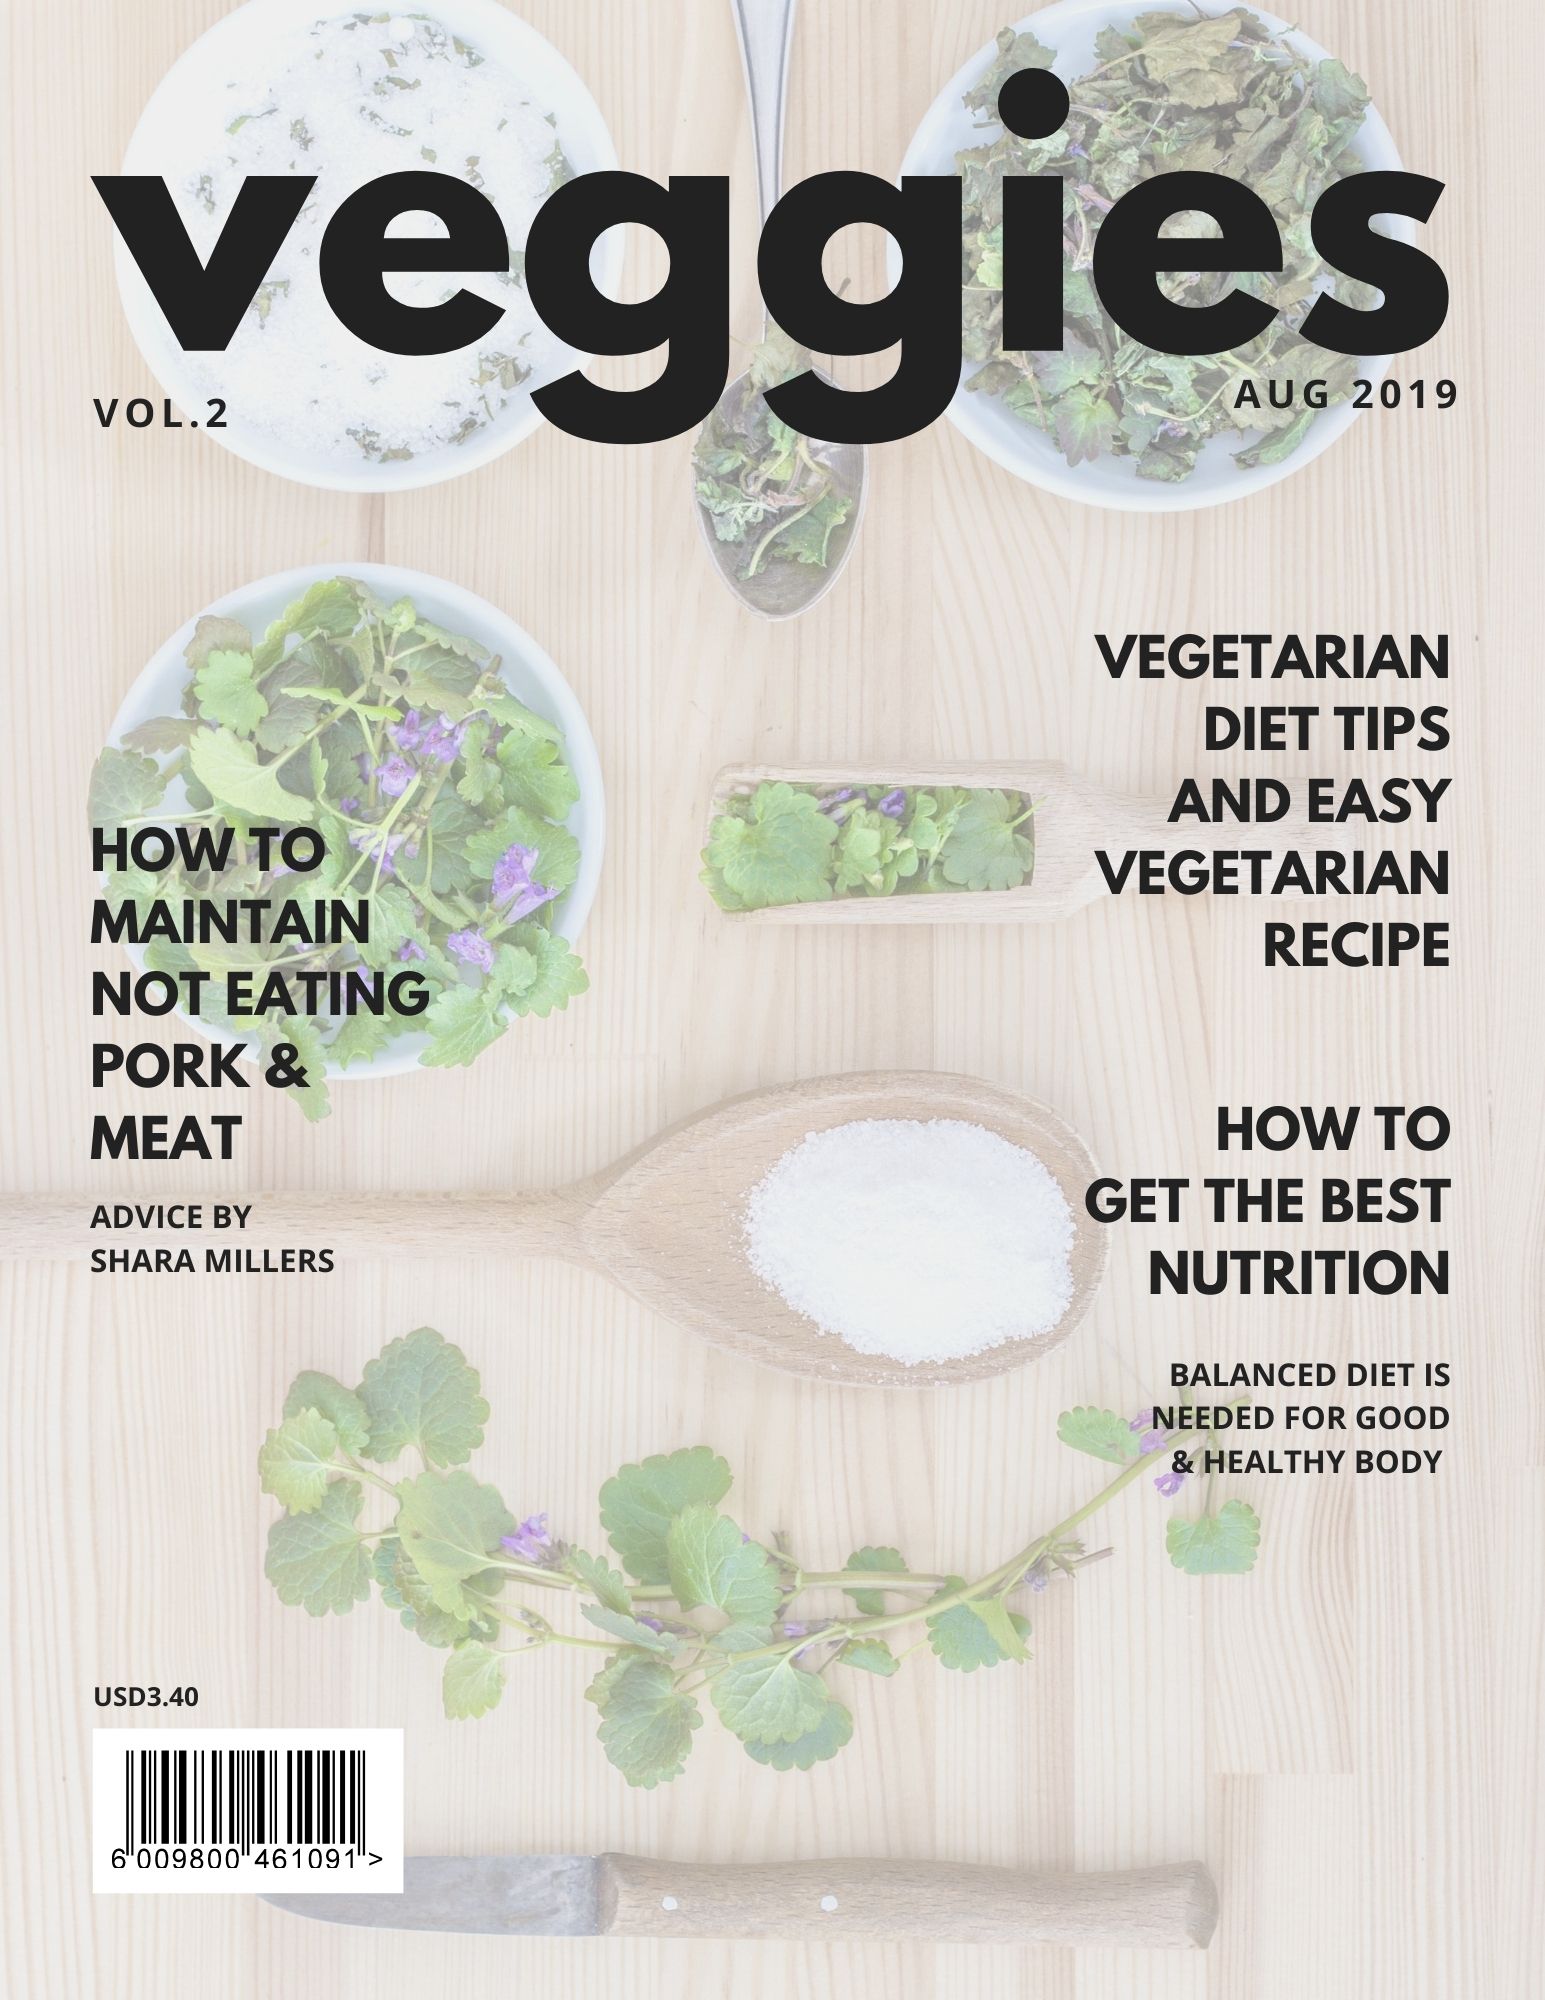 veggies
VOL.2
AUG 2019
VEGETARIAN
DIET TIPS
AND EASY
VEGETARIAN
RECIPE
HOW TO
MAINTAIN
NOT EATING
PORK &
MEAT
ADVICE BY
SHARA MILLERS
HOW TO
GET THE BEST
NUTRITION
BALANCED DIET IS
NEEDED FOR GOOD
& HEALTHY BODY
USD3.40
6 009800 461091 >